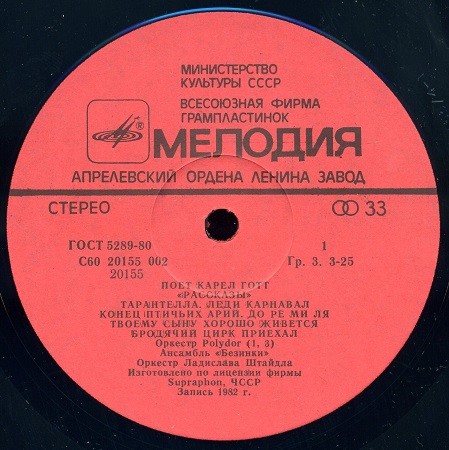 МИНИСТЕРСТВО
КУЛЬТУРЫ СССР
ВСЕСОЮЗНАЯ ФИРМА
ГРАМПЛАСТИНОК
® МЕЛОДИЯ
АПРЕЛЕВСКИЙ ОРДЕНА ЛЕНИНА ЗАВОД
СТЕРЕО 33
ГОСТ 5289-80 1
С60 20155 002 Гр. 3. 3-25
20155
ПОЕТ КАРЕЛ ГОТТ
«РАССКАЗЫ»
ТАРАНТЕЛЛА. ЛЕДИ КАРНАВАЛ
КОНЕЦ ПТИЧЬИХ АРИЙ. ДО РЕ МИ ЛЯ
ТВОЕМУ СЫНУ ХОРОШО ЖИВЕТСЯ
БРОДЯЧИЙ ЦИРК ПРИЕХАЛ
Оркестр Polydor (1, 3)
Ансамбль «Безинки»
Оркестр Ладислава Штайдла
Изготовлено по лицензии фирмы
Supraphon, ЧССР
Запись 1982 г.